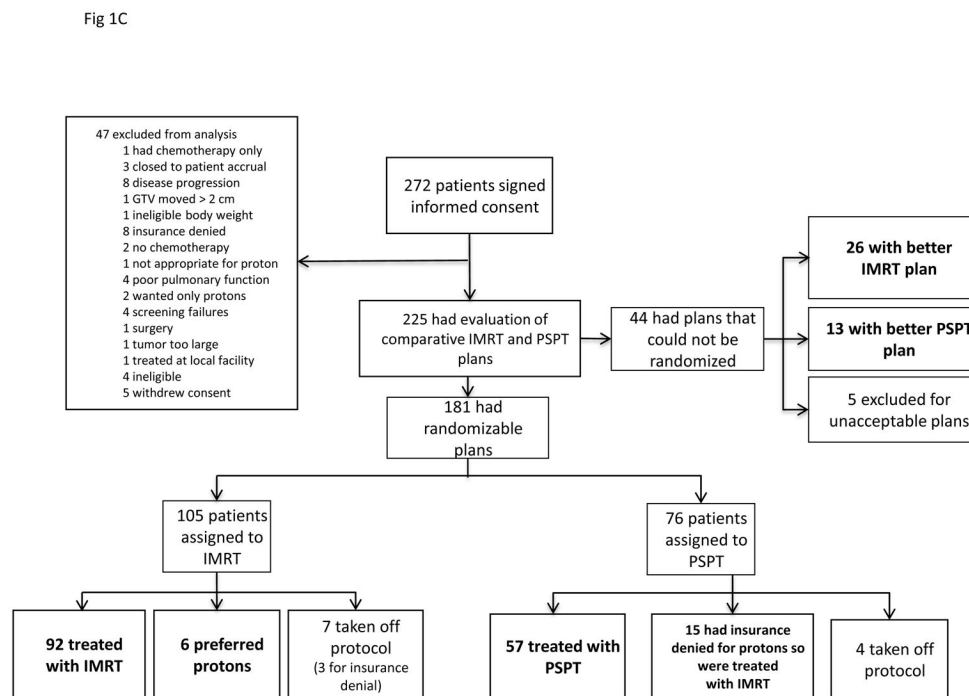 Fig 1C
47 excluded from analysis
1 had chemotherapy only
3 closed to patient accrual
8 disease progression
1 GTV moved > 2 cm
1 ineligible body weight
8 insurance denied
2 no chemotherapy
1 not appropriate for proton
4 poor pulmonary function
2 wanted only protons
4 screening failures
1 surgery
1 tumor too large
1 treated at local facility
4 ineligible
5 withdrew consent
272 patients signed
informed consent
225 had evaluation of
comparative IMRT and PSPT
plans
44 had plans that
could not be
randomized
26 with better
IMRT plan
13 with better PSPT
plan
5 excluded for
unacceptable plans
181 had
randomizable
plans
105 patients
assigned to
IMRT
76 patients
assigned to
PSPT
92 treated
with IMRT
6 preferred
protons
7 taken off
protocol
(3 for insurance
denial)
57 treated with
PSPT
15 had insurance
denied for protons so
were treated
with IMRT
4 taken off
protocol